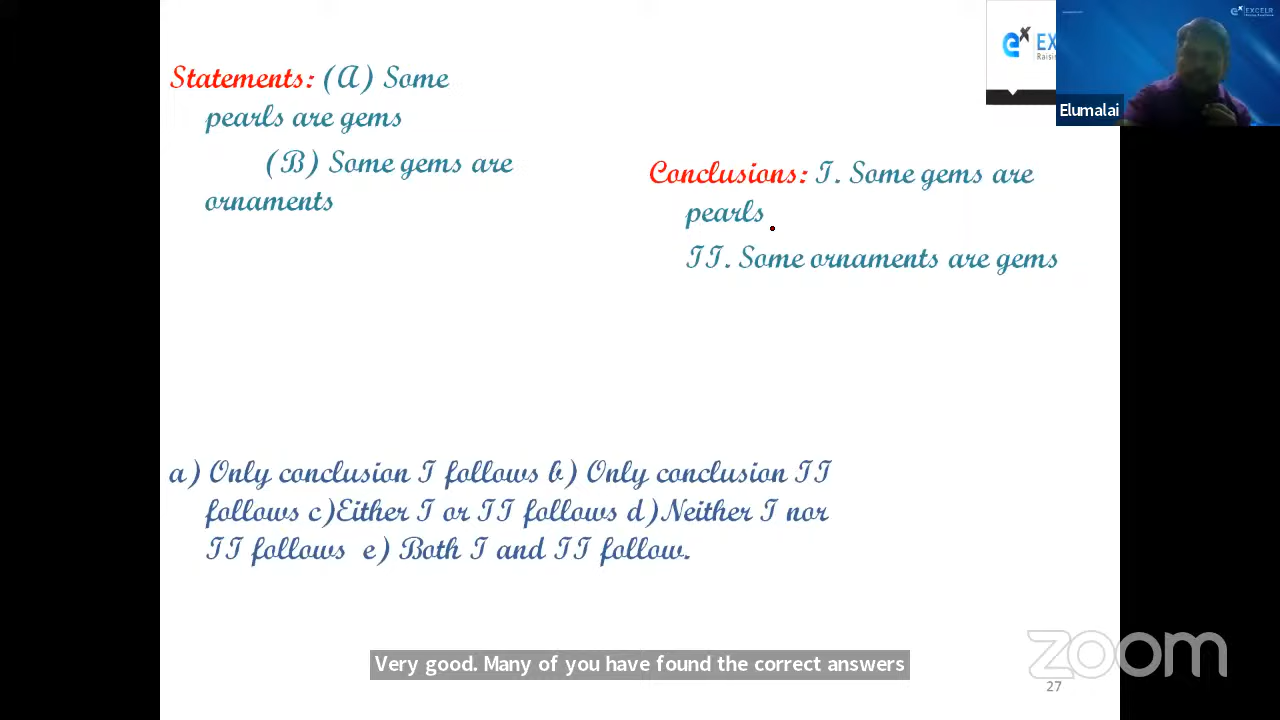 Statements: (A) Some
pearls are gems
(B) Some gems are
ornaments
Conclusions: I. Some gems are
pearls
II. Some ornaments are gems
a) Only conclusion I follows b) Only conclusion II
follows c)Either I or II follows d)Neither I nor
II follows e) Both I and II follow.
EXCELR
Elumalai
Very good. Many of you have found the correct answers
zoom
27